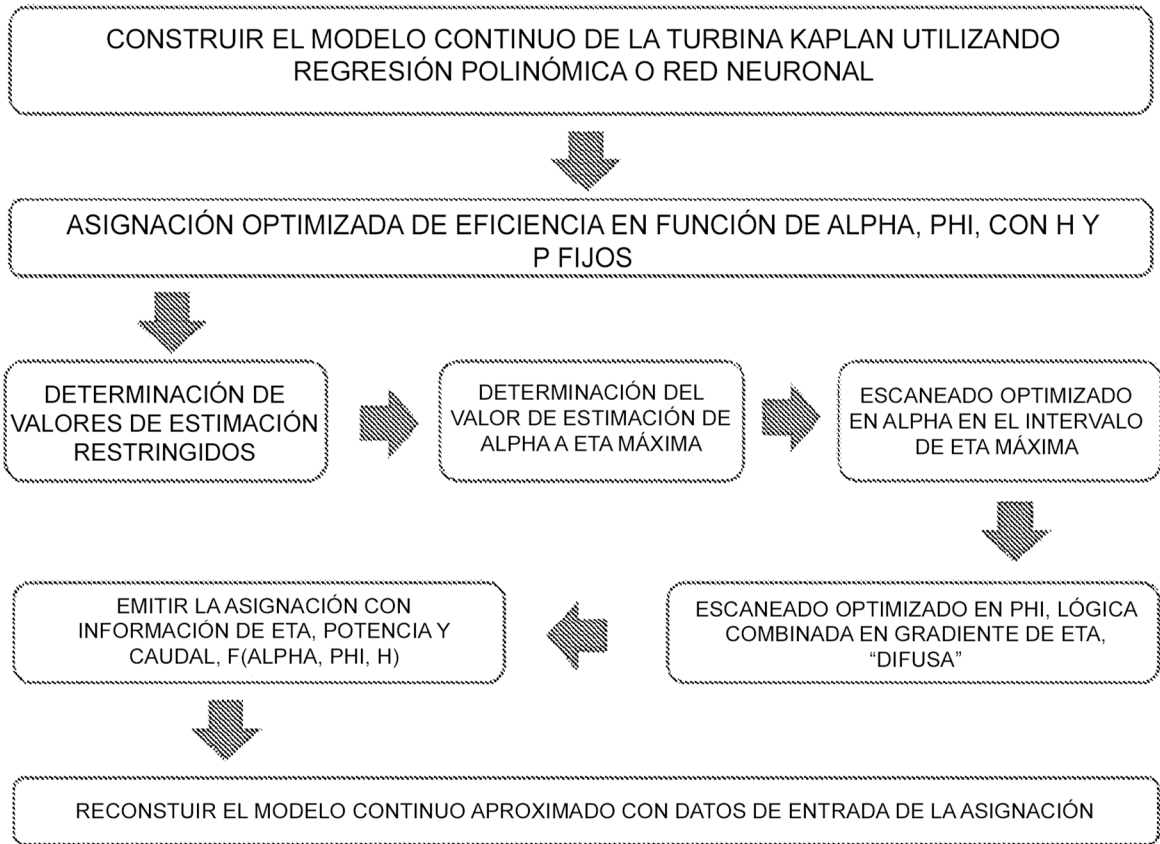 CONSTRUIR EL MODELO CONTINUO DE LA TURBINA KAPLAN UTILIZANDO
REGRESIÓN POLINÓMICA O RED NEURONAL
ASIGNACIÓN OPTIMIZADA DE EFICIENCIA EN FUNCIÓN DE ALPHA, PHI, CON H Y
P FIJOS
DETERMINACIÓN DE
VALORES DE ESTIMACIÓN
RESTRINGIDOS
DETERMINACIÓN DEL
VALOR DE ESTIMACIÓN DE
ALPHA A ETA MÁXIMA
ESCANEADO OPTIMIZADO
EN ALPHA EN EL INTERVALO
DE ETA MÁXIMA
ESCANEADO OPTIMIZADO EN PHI, LÓGICA
COMBINADA EN GRADIENTE DE ETA,
“DIFUSA”
EMITIR LA ASIGNACIÓN CON
INFORMACIÓN DE ETA, POTENCIA Y
CAUDAL, F(ALPHA, PHI, H)
RECONSTUIR EL MODELO CONTINUO APROXIMADO CON DATOS DE ENTRADA DE LA ASIGNACIÓN